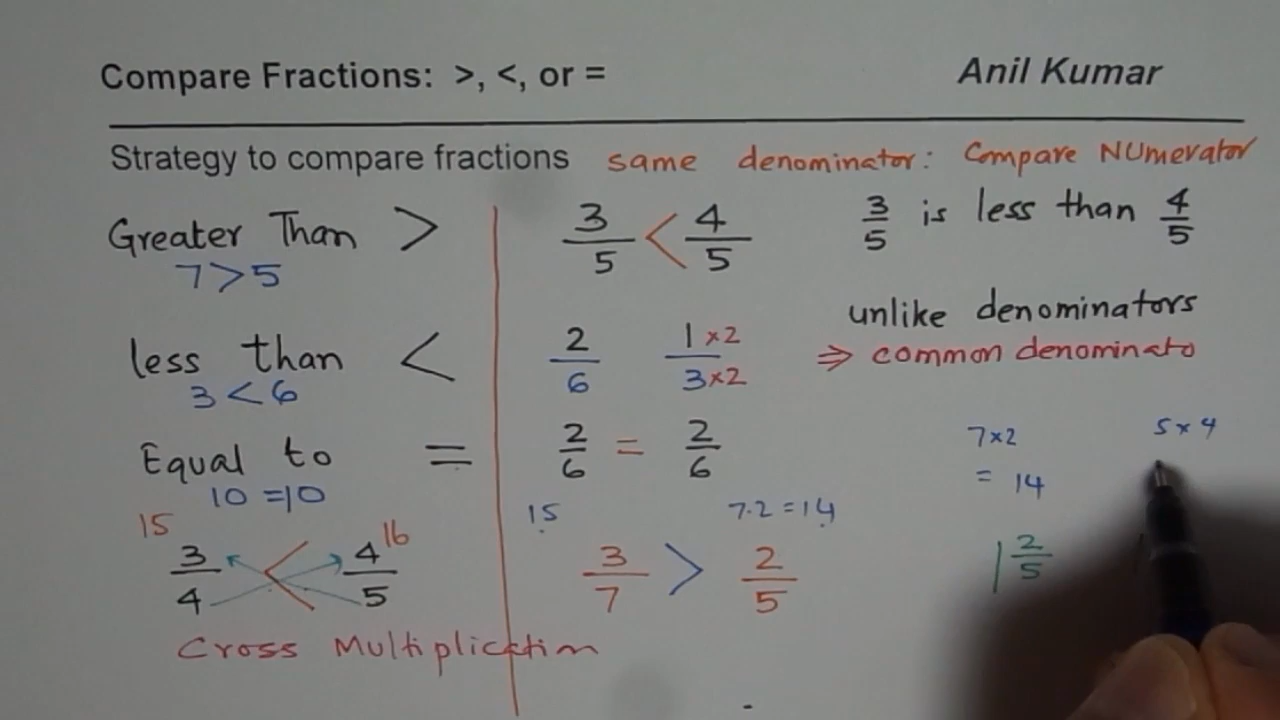 Compare Fractions: >, <, or =
Anil Kumar
Strategy to compare fractions same denominator: Compare Numerator
Greater Than >
7>5
less than <
3<6
Equal to =
10=10
15 16
3/4 < 4/5
Cross Multiplication
3/5 < 4/5
3/5 is less than 4/5
unlike denominators
2/6 1×2/3×2
⇒ common denominato
2/6 = 2/6
15 7.2=14
3/7 > 2/5
7×2
= 14
5×4
1 2/5